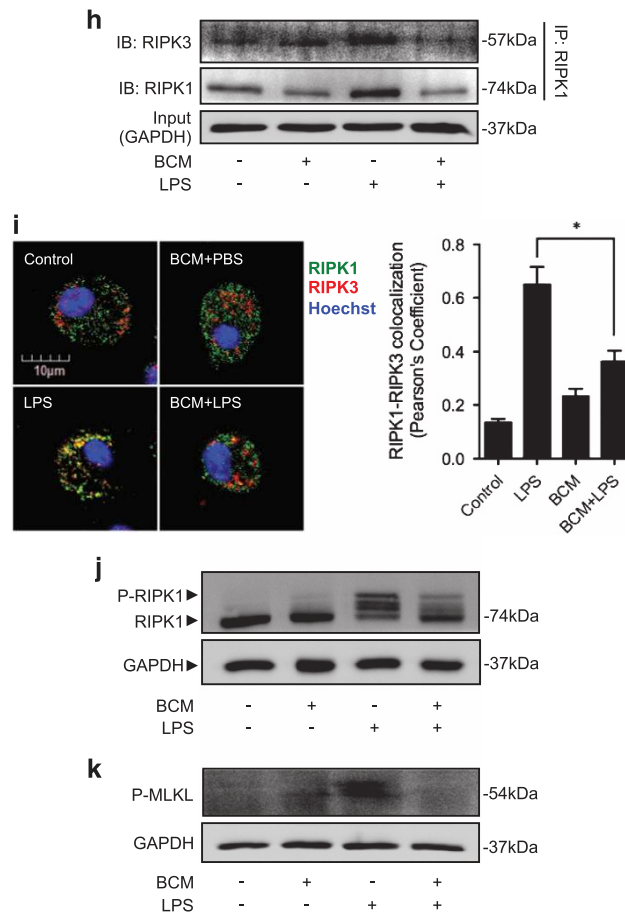 h
IB: RIPK3
-57kDa
IB: RIPK1
-74kDa
IP: RIPK1
Input
(GAPDH)
-37kDa
BCM - + - +
LPS - - + +
i
Control
BCM+PBS
10µm
LPS
BCM+LPS
RIPK1
RIPK3
Hoechst
RIPK1-RIPK3 colocalization
(Pearson's Coefficient)
0.8
0.6
0.4
0.2
0.0
*
Control
LPS
BCM
BCM+LPS
j
P-RIPK1►
RIPK1►
-74kDa
GAPDH►
-37kDa
BCM - + - +
LPS - - + +
k
P-MLKL
-54kDa
GAPDH
-37kDa
BCM - + - +
LPS - - + +